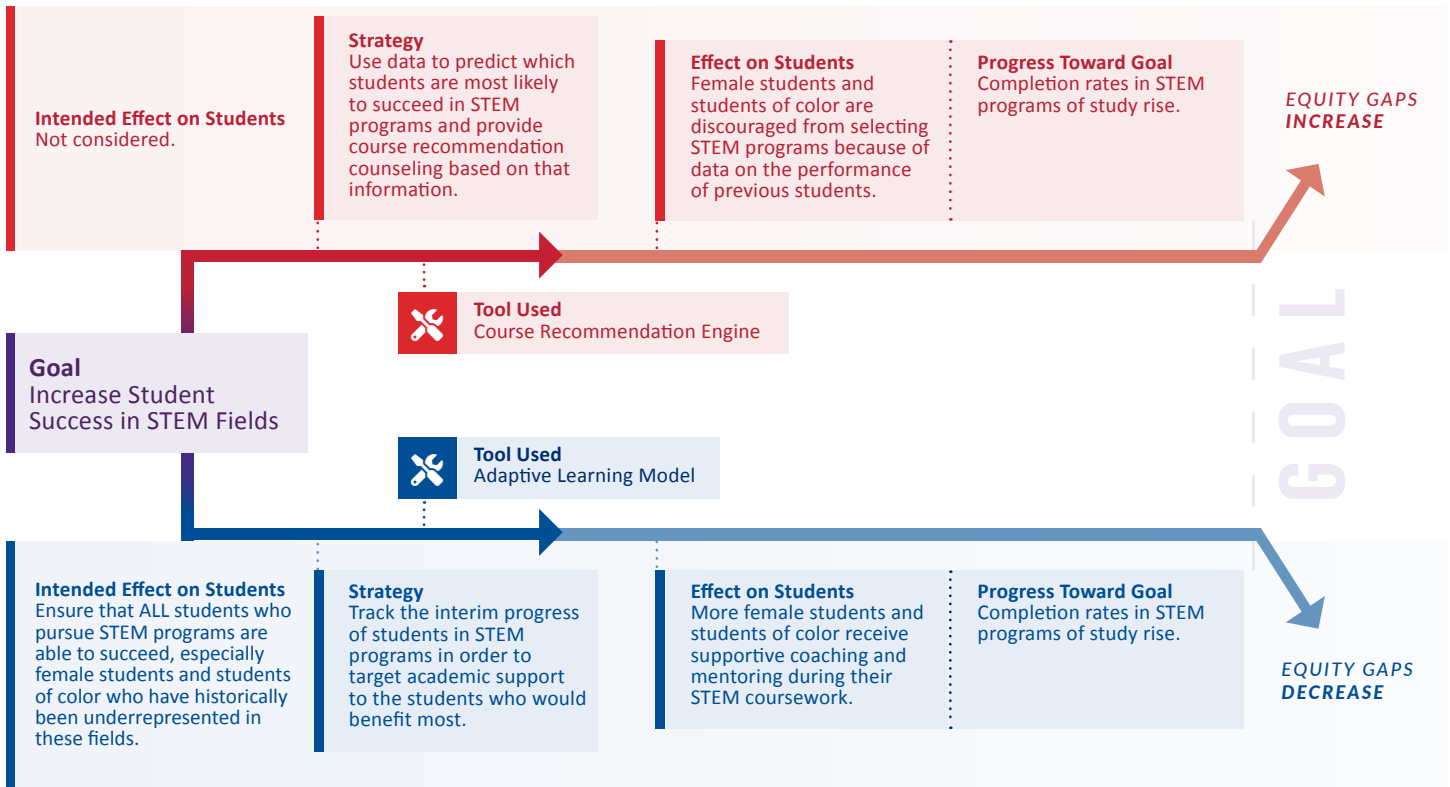 Intended Effect on Students
Not considered.
Strategy
Use data to predict which
students are most likely
to succeed in STEM
programs and provide
course recommendation
counseling based on that
information.
Effect on Students
Female students and
students of color are
discouraged from selecting
STEM programs because of
data on the performance
of previous students.
Progress Toward Goal
Completion rates in STEM
programs of study rise.
EQUITY GAPS
INCREASE
Tool Used
Course Recommendation Engine
Goal
Increase Student
Success in STEM Fields
GOAL
Tool Used
Adaptive Learning Model
Intended Effect on Students
Ensure that ALL students who
pursue STEM programs are
able to succeed, especially
female students and students
of color who have historically
been underrepresented in
these fields.
Strategy
Track the interim progress
of students in STEM
programs in order to
target academic support
to the students who would
benefit most.
Effect on Students
More female students and
students of color receive
supportive coaching and
mentoring during their
STEM coursework.
Progress Toward Goal
Completion rates in STEM
programs of study rise.
EQUITY GAPS
DECREASE